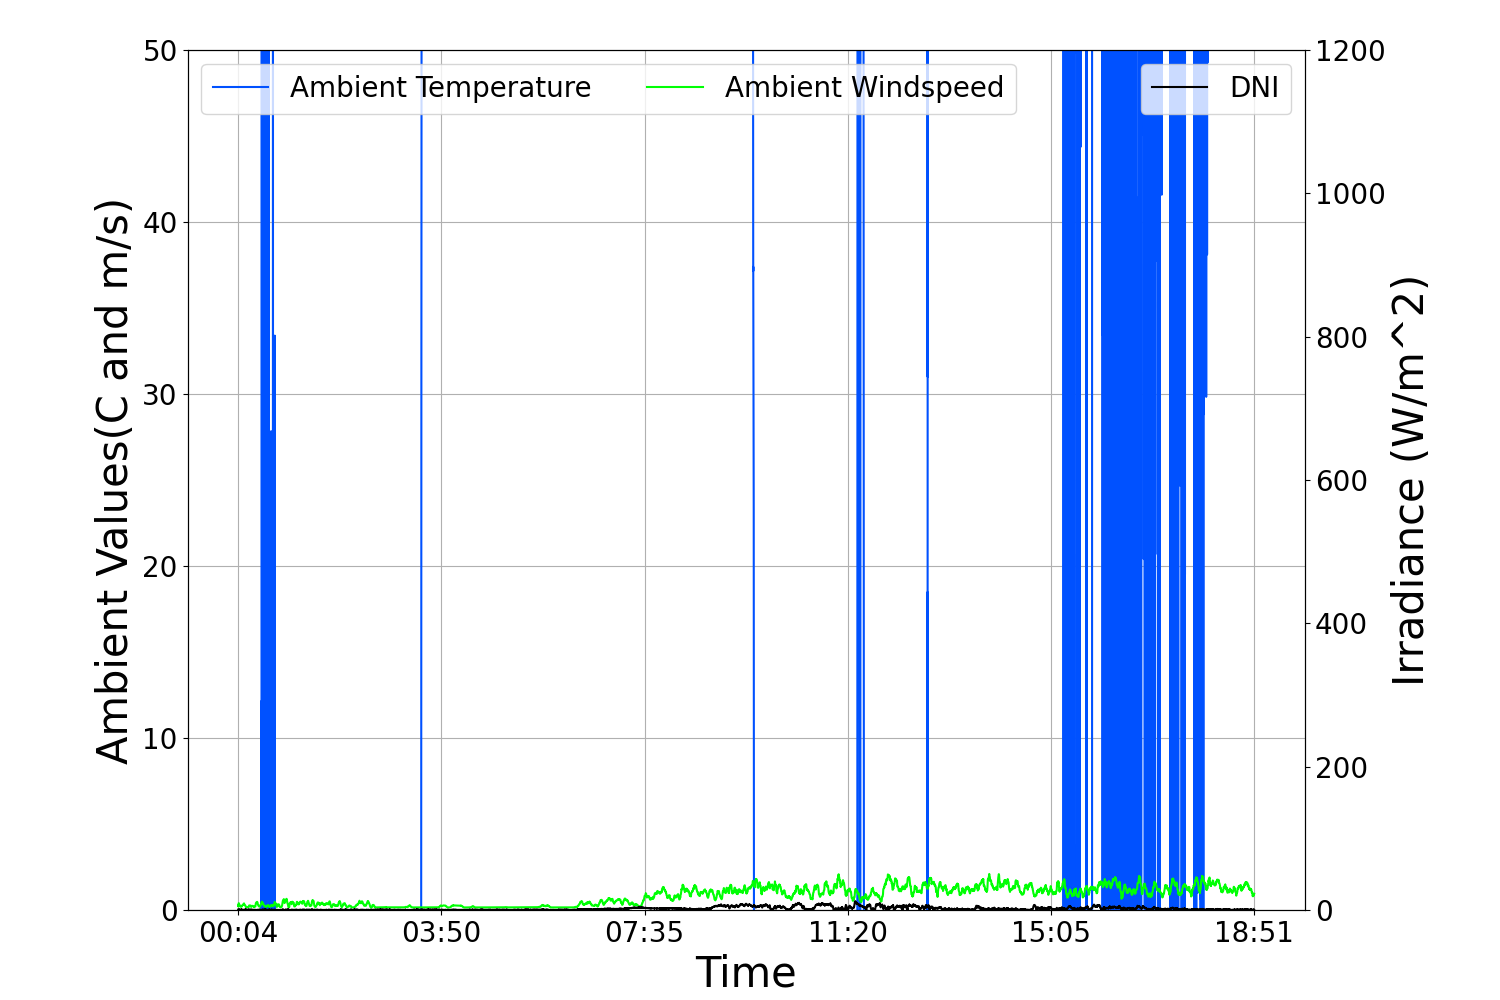 Ambient Temperature
Ambient Windspeed
DNI
Ambient Values(C and m/s)
50
40
30
20
10
0
1200
1000
800
600
400
200
0
Irradiance (W/m^2)
00:04 03:50 07:35 11:20 15:05 18:51
Time